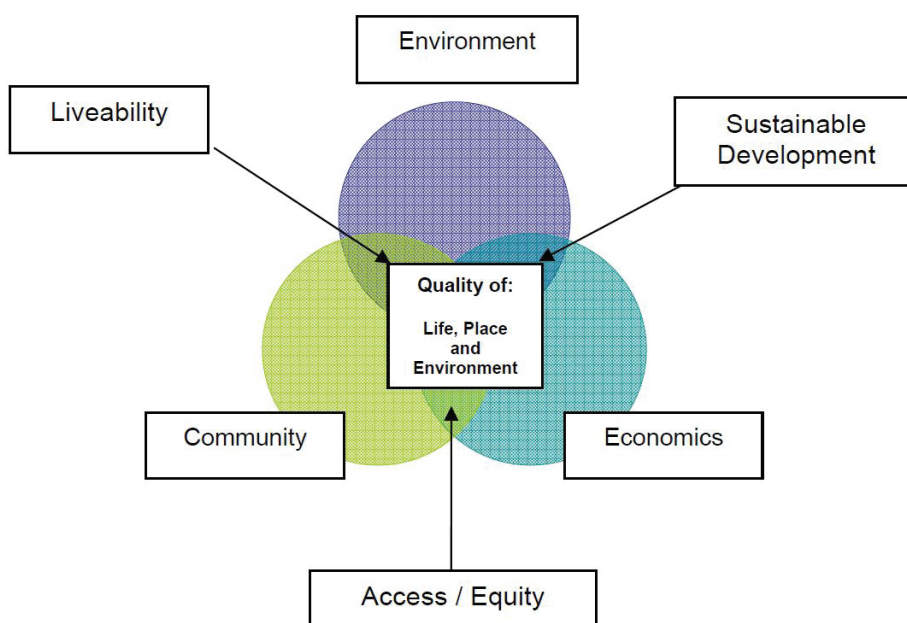 Environment
Liveability
Sustainable
Development
Quality of:
Life, Place
and
Environment
Community
Economics
Access / Equity